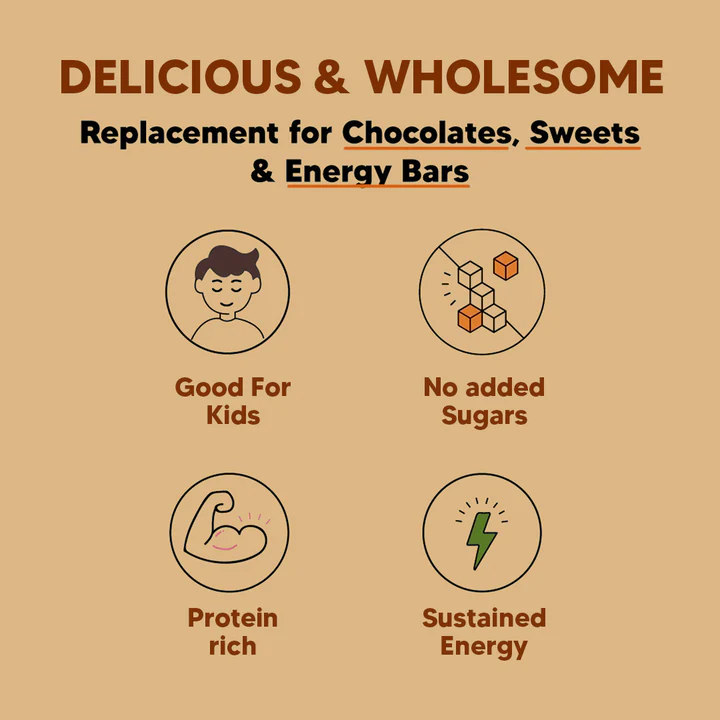 DELICIOUS & WHOLESOME
Replacement for Chocolates, Sweets
& Energy Bars
Good For
Kids
No added
Sugars
Protein
rich
Sustained
Energy